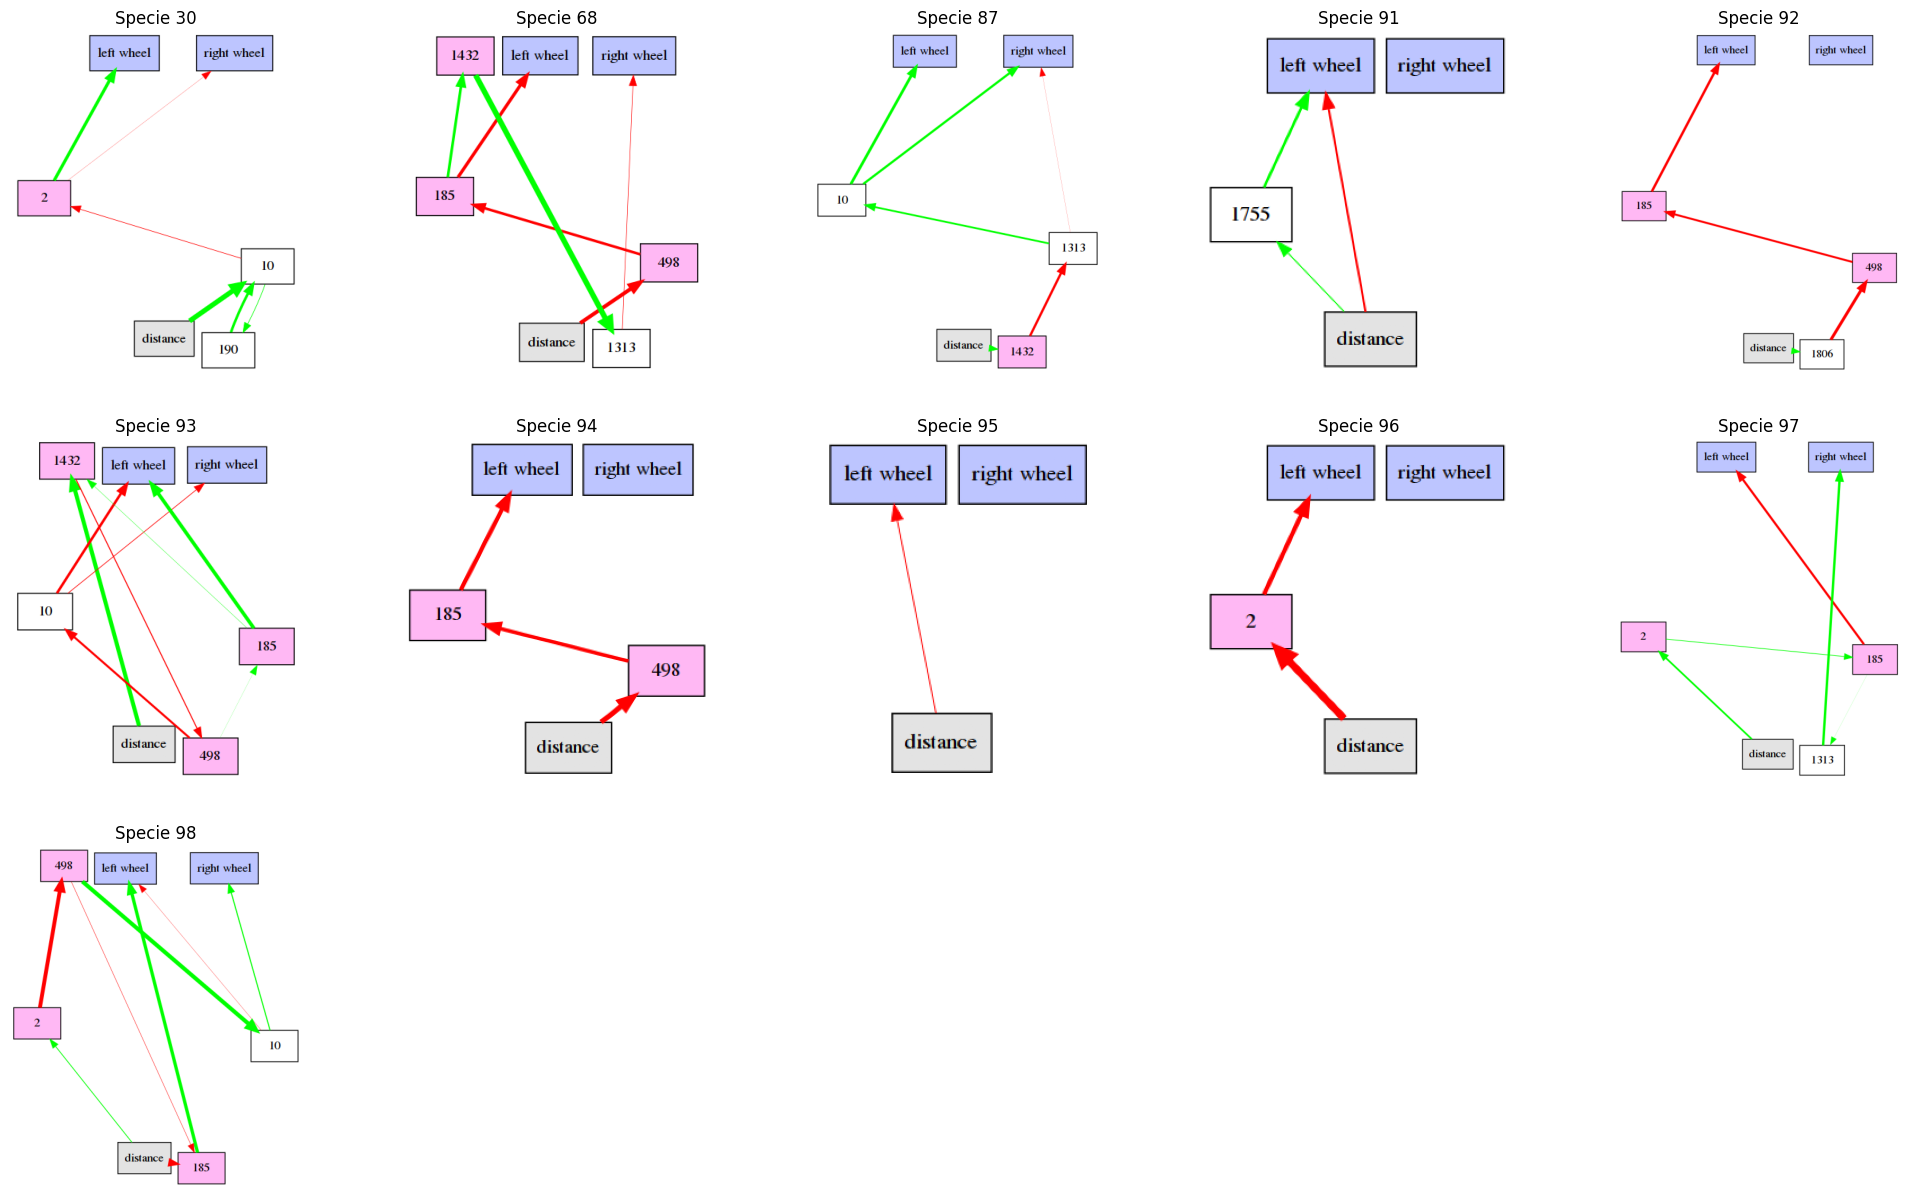 Specie 30
left wheel
right wheel
2
10
distance
190
Specie 68
1432
left wheel
right wheel
185
498
distance
1313
Specie 87
left wheel
right wheel
10
1313
distance
1432
Specie 91
left wheel
right wheel
1755
distance
Specie 92
left wheel
right wheel
185
498
distance
1806
Specie 93
1432
left wheel
right wheel
10
185
distance
498
Specie 94
left wheel
right wheel
185
498
distance
Specie 95
left wheel
right wheel
distance
Specie 96
left wheel
right wheel
2
distance
Specie 97
left wheel
right wheel
2
185
distance
1313
Specie 98
498
left wheel
right wheel
2
10
distance
185